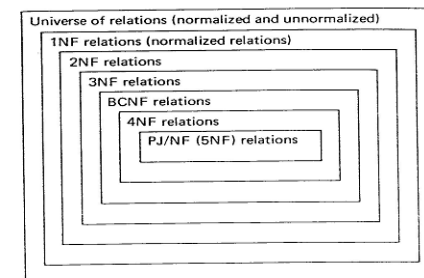 Universe of relations (normalized and unnormalized)
1NF relations (normalized relations)
2NF relations
3NF relations
BCNF relations
4NF relations
PJ/NF (5NF) relations